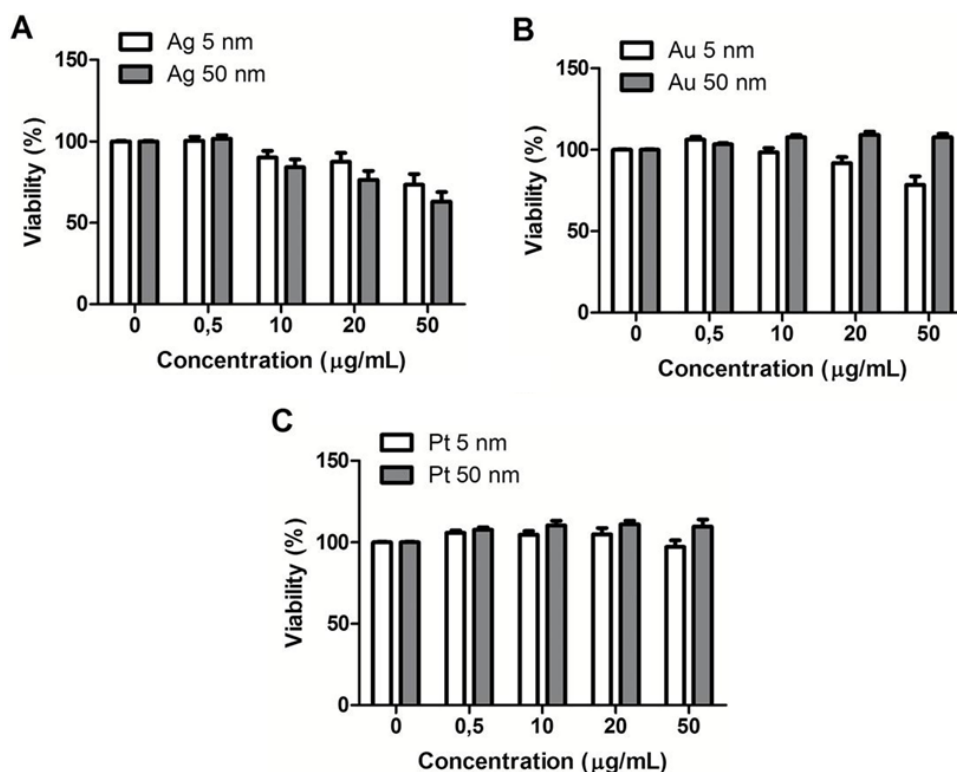 A
Ag 5 nm
Ag 50 nm
Viability (%)
150
100
50
0
0 0,5 10 20 50
Concentration (μg/mL)
B
Au 5 nm
Au 50 nm
Viability (%)
150
100
50
0
0 0,5 10 20 50
Concentration (μg/mL)
C
Pt 5 nm
Pt 50 nm
Viability (%)
150
100
50
0
0 0,5 10 20 50
Concentration (μg/mL)